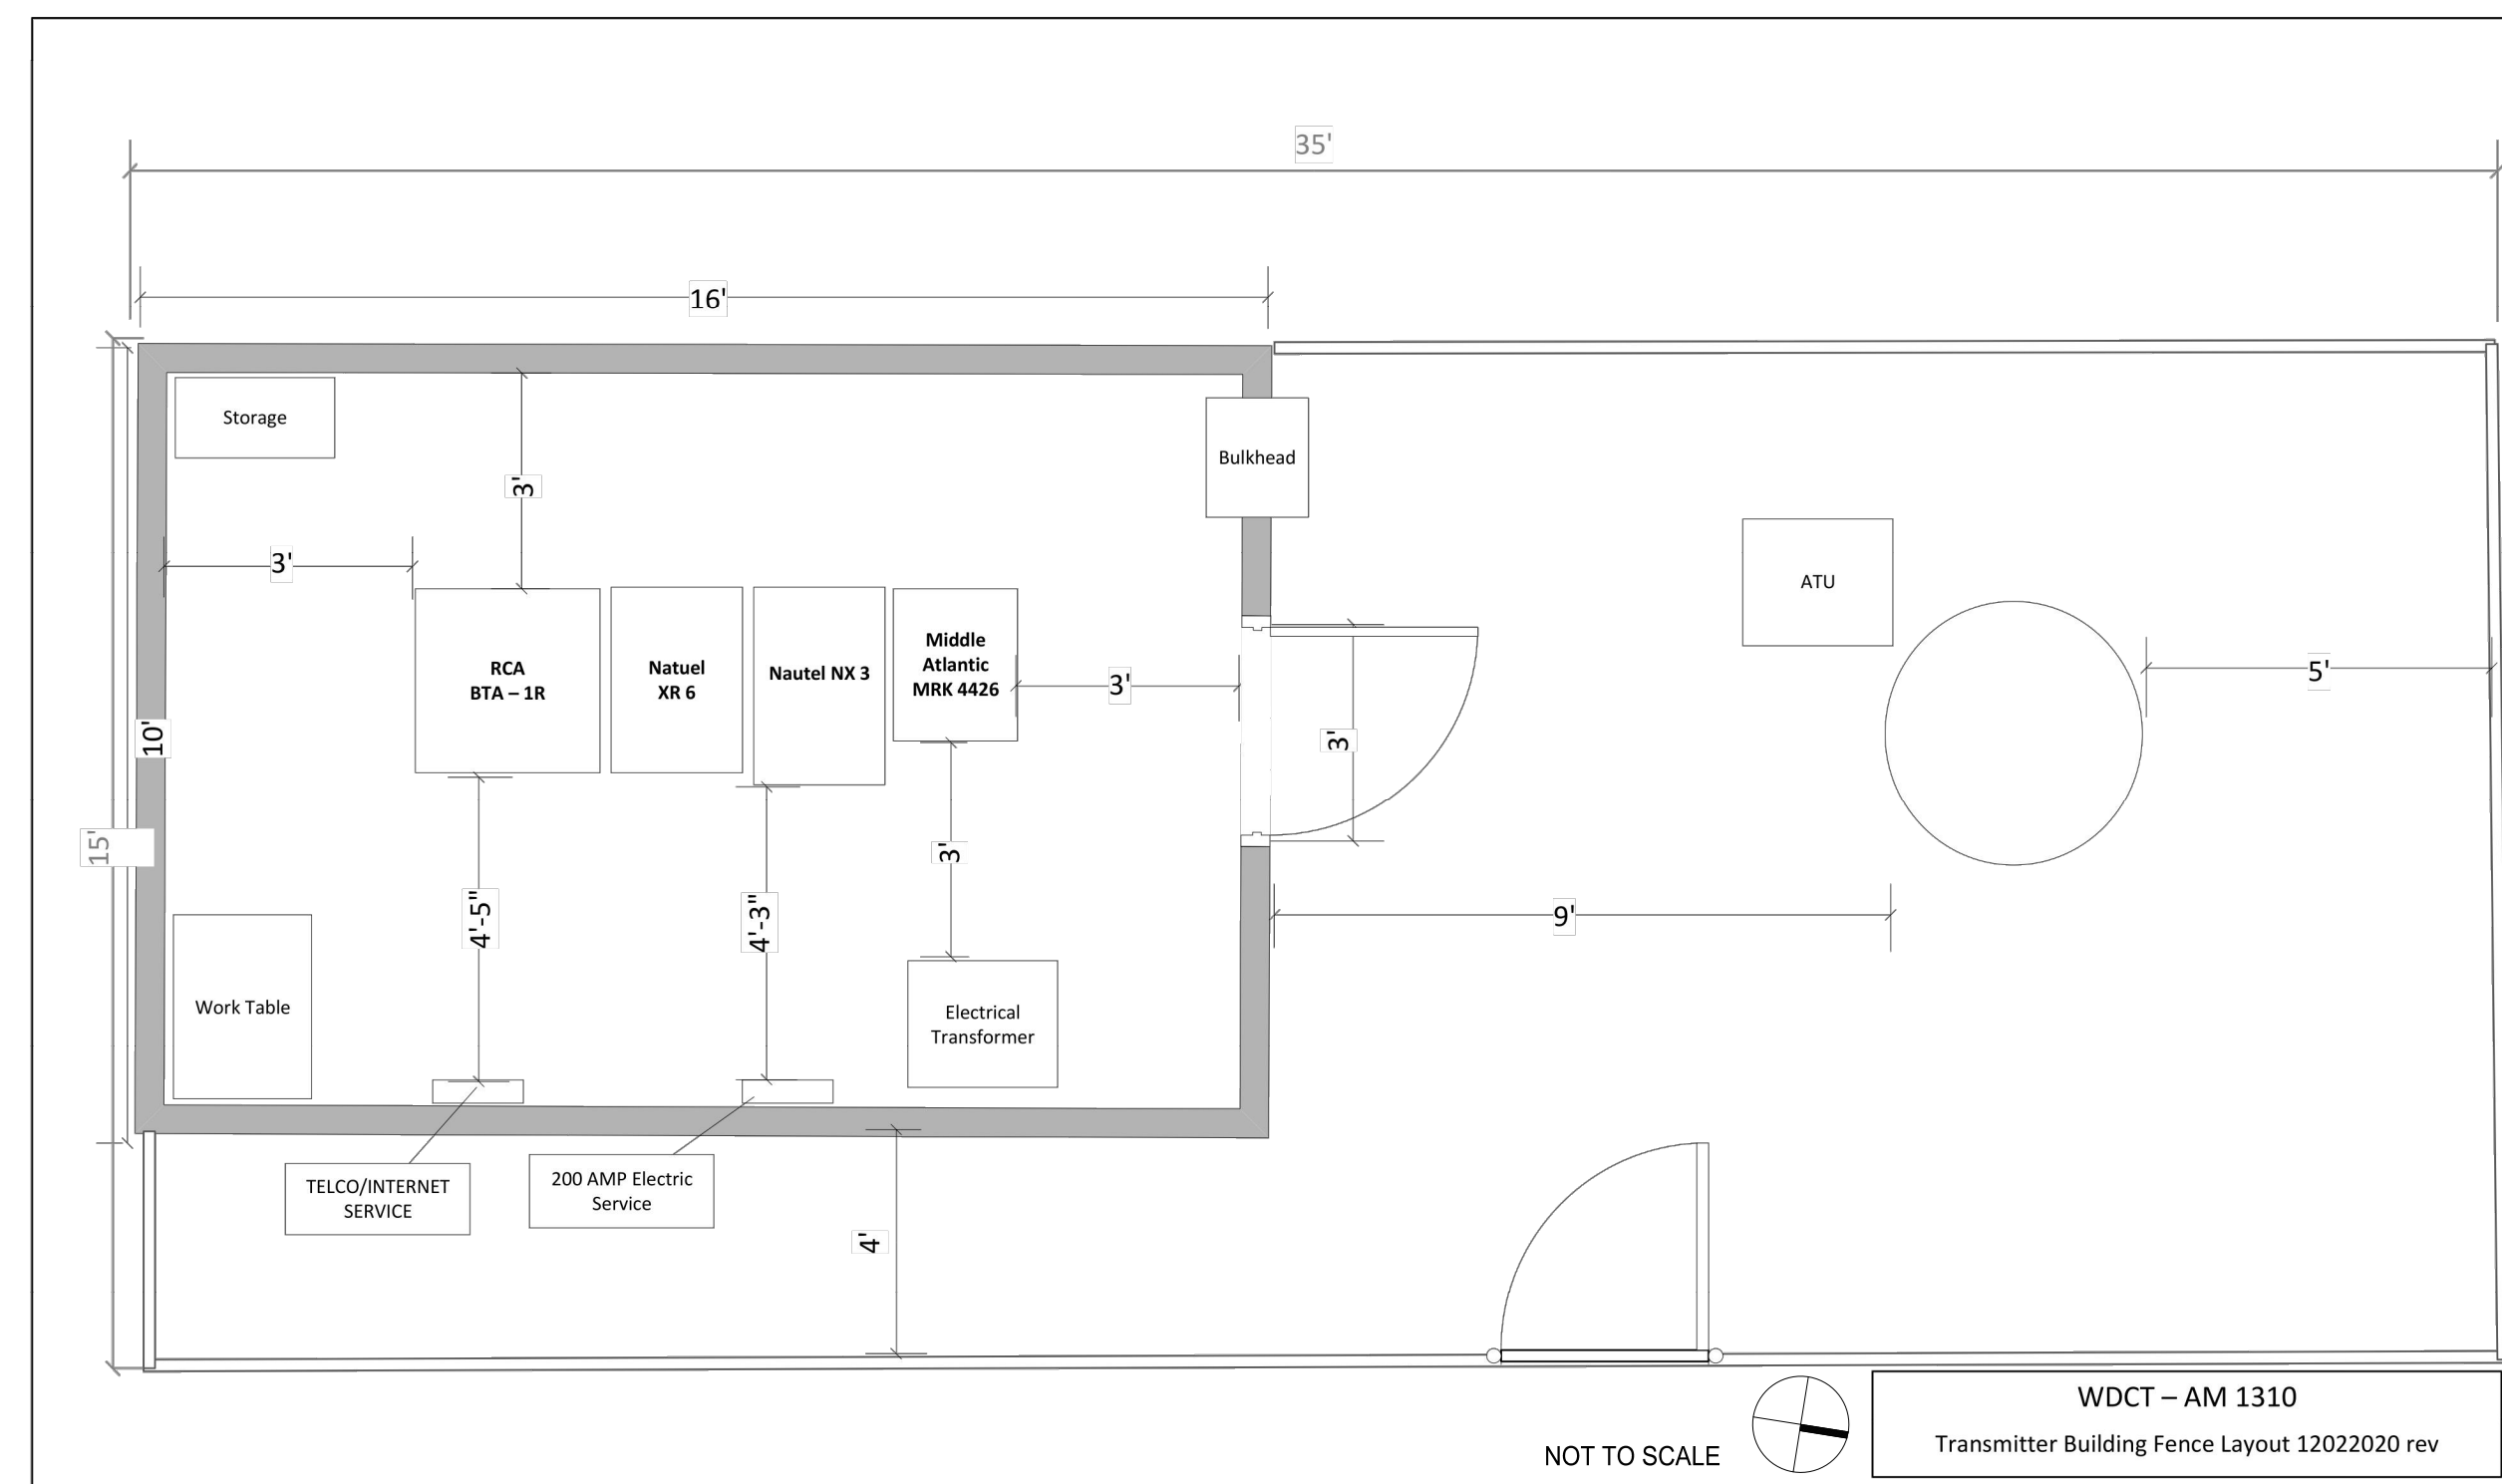 35'
16'
Storage
3'
Bulkhead
3'
ATU
RCA
BTA – 1R
Natuel
XR 6
Nautel NX 3
Middle
Atlantic
MRK 4426
3'
3'
5'
10'
15'
3'
4'-5"
4'-3"
9'
Work Table
Electrical
Transformer
TELCO/INTERNET
SERVICE
200 AMP Electric
Service
4'
WDCT – AM 1310
Transmitter Building Fence Layout 12022020 rev
NOT TO SCALE